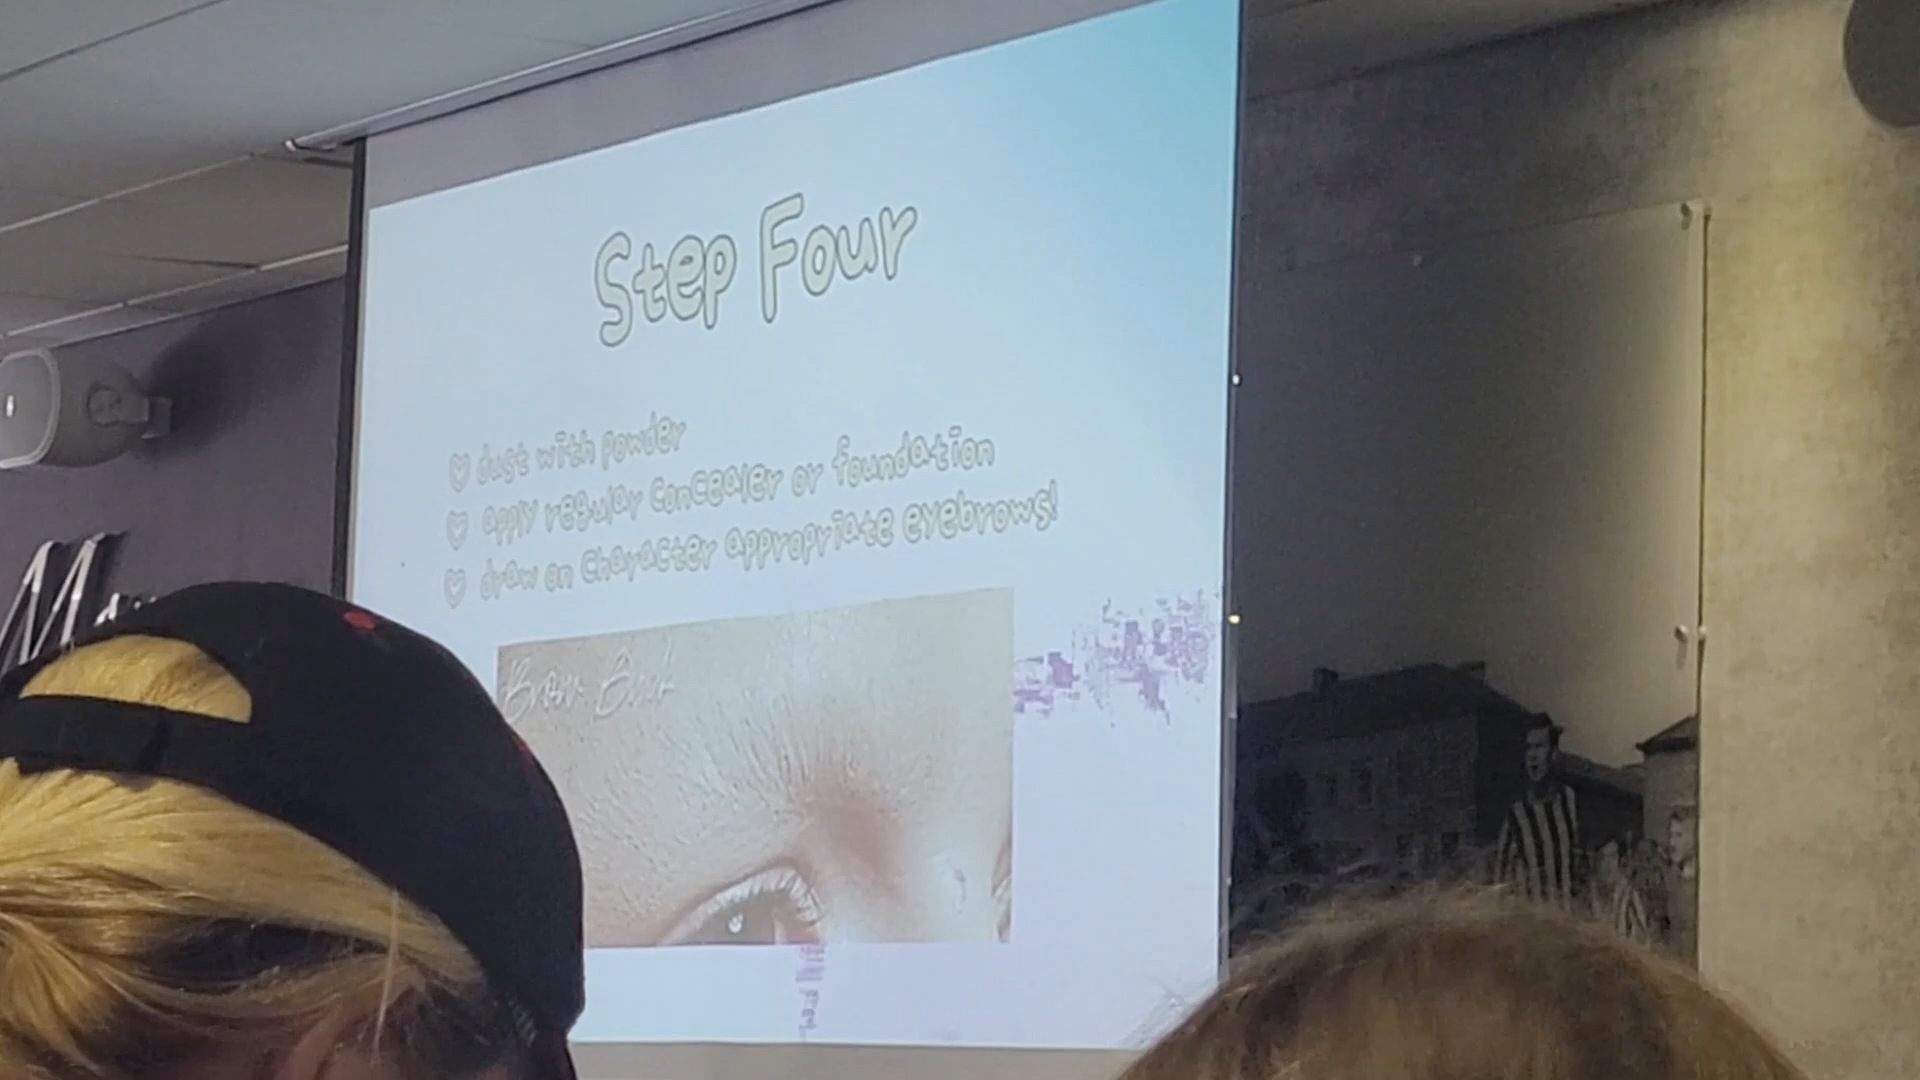 Step Four
dust with powder
apply regular concealer or foundation
draw on character appropriate eyebrows!